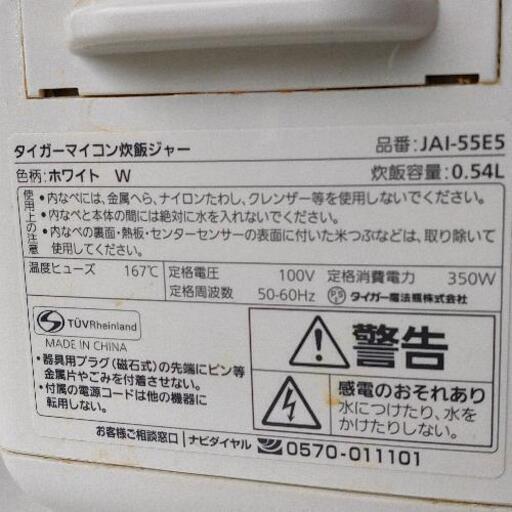 タイガーマイコン炊飯ジャー 品番：JAI-55E5
色柄：ホワイト W 炊飯容量：0.54L
使用上の注意
• 内なべには、金属へら、ナイロンたわし、クレンザー等を使用しないでください。
• 内なべと本体の間には絶対に水を入れないでください。
• 内なべの裏面・熱板・センターセンサーの表面に付いた米つぶなどは、取り除いて
使用してください。
温度ヒューズ 167℃ 定格電圧 100V 定格消費電力 350W
定格周波数 50-60Hz PS タイガー魔法瓶株式会社
TÜVRheinland
MADE IN CHINA
• 器具用プラグ(磁石式)の先端にピン等
金属片やごみを付着させない。
• 付属の電源コードは他の機器に
転用しない。
警告
感電のおそれあり
水につけたり、水を
かけたりしない。
お客様ご相談窓口 ナビダイヤル 0570-011101